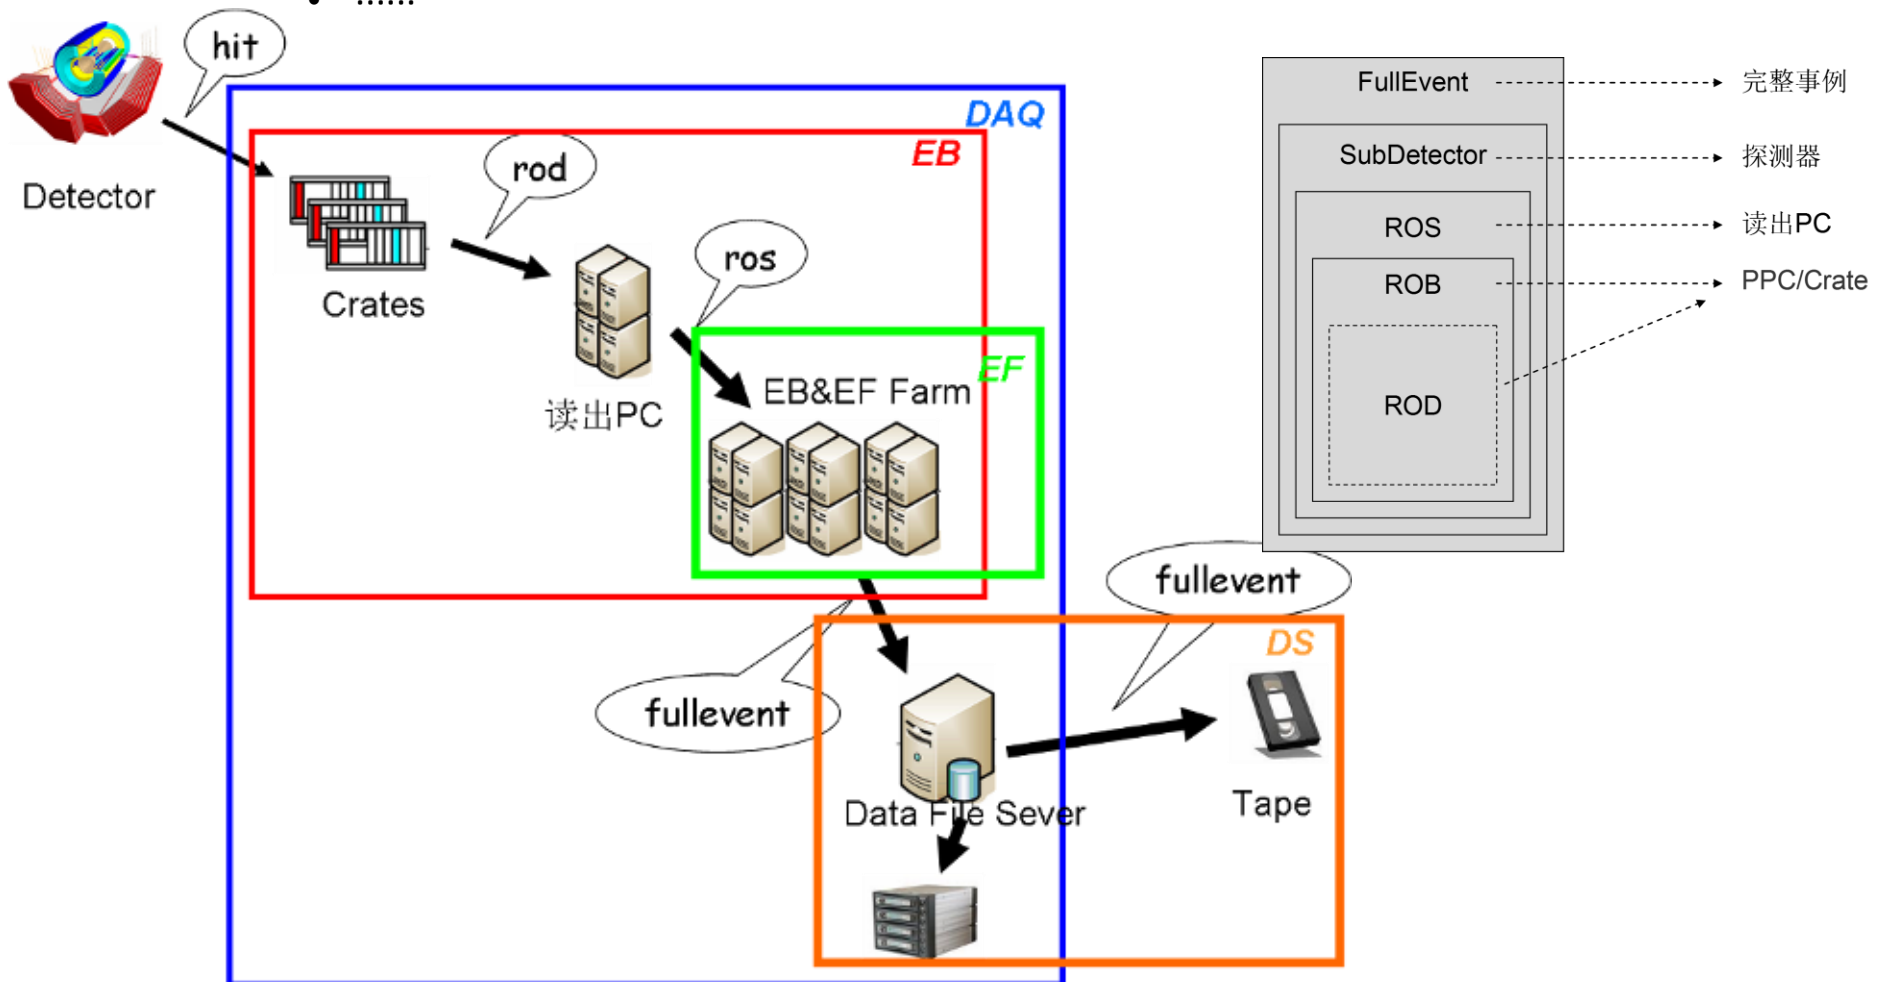 • ......
hit
Detector
DAQ
EB
rod
Crates
ros
读出PC
EF
EB&EF Farm
fullevent
fullevent
DS
Data File Sever
Tape
FullEvent
完整事例
SubDetector
探测器
ROS
读出PC
ROB
PPC/Crate
ROD